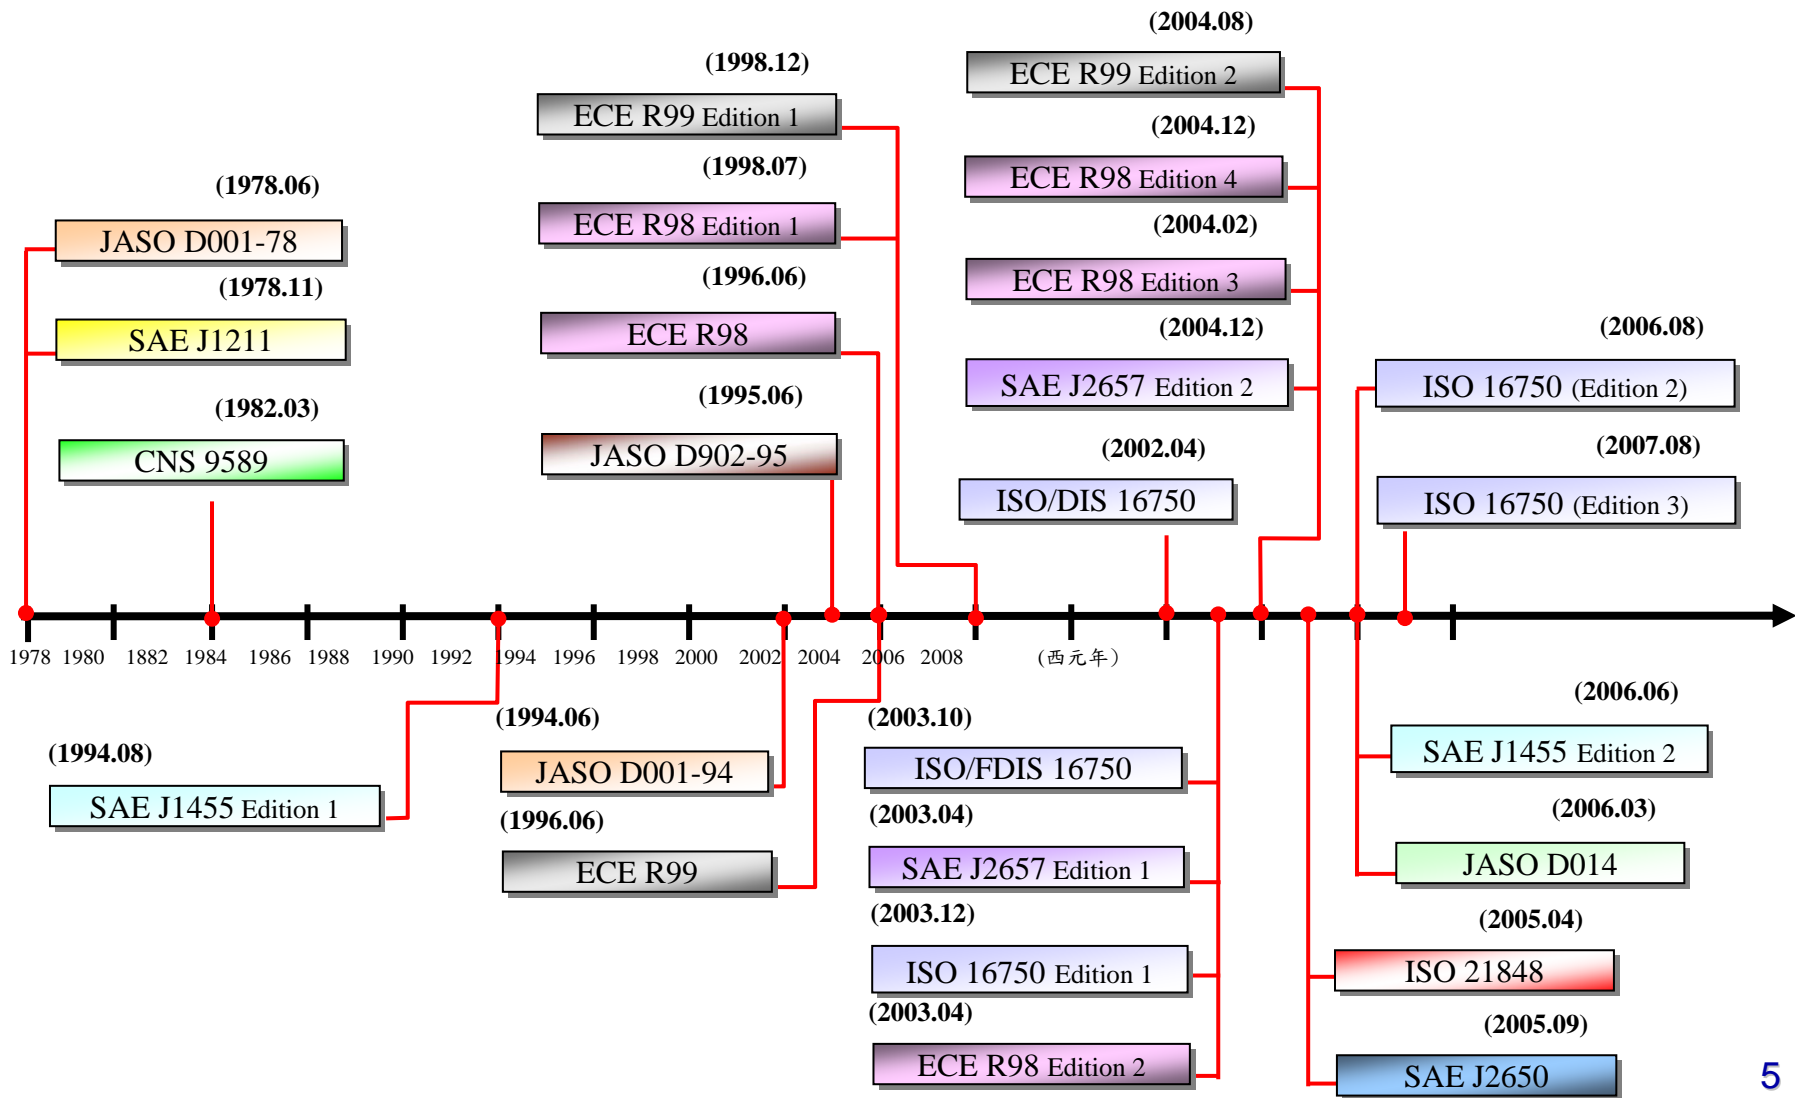 (1978.06)
JASO D001-78
(1978.11)
SAE J1211
(1982.03)
CNS 9589
(1998.12)
ECE R99 Edition 1
(1998.07)
ECE R98 Edition 1
(1996.06)
ECE R98
(1995.06)
JASO D902-95
(2004.08)
ECE R99 Edition 2
(2004.12)
ECE R98 Edition 4
(2004.02)
ECE R98 Edition 3
(2004.12)
SAE J2657 Edition 2
(2002.04)
ISO/DIS 16750
(2006.08)
ISO 16750 (Edition 2)
(2007.08)
ISO 16750 (Edition 3)
1978 1980 1882 1984 1986 1988 1990 1992 1994 1996 1998 2000 2002 2004 2006 2008 (西元年)
(1994.08)
SAE J1455 Edition 1
(1994.06)
JASO D001-94
(1996.06)
ECE R99
(2003.10)
ISO/FDIS 16750
(2003.04)
SAE J2657 Edition 1
(2003.12)
ISO 16750 Edition 1
(2003.04)
ECE R98 Edition 2
(2006.06)
SAE J1455 Edition 2
(2006.03)
JASO D014
(2005.04)
ISO 21848
(2005.09)
SAE J2650
5